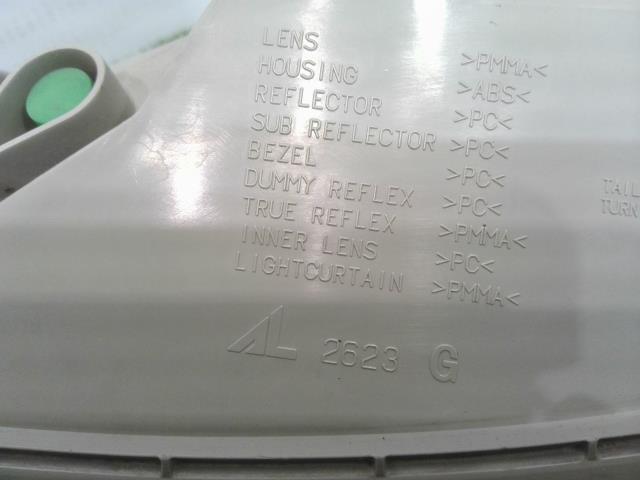 LENS >PMMA<
HOUSING >ABS<
REFLECTOR >PC<
SUB REFLECTOR >PC<
BEZEL >PC<
DUMMY REFLEX >PC<
TRUE REFLEX >PMMA<
INNER LENS >PC<
LIGHTCURTAIN >PMMA<
AL 2623 G
TAIL
TURN